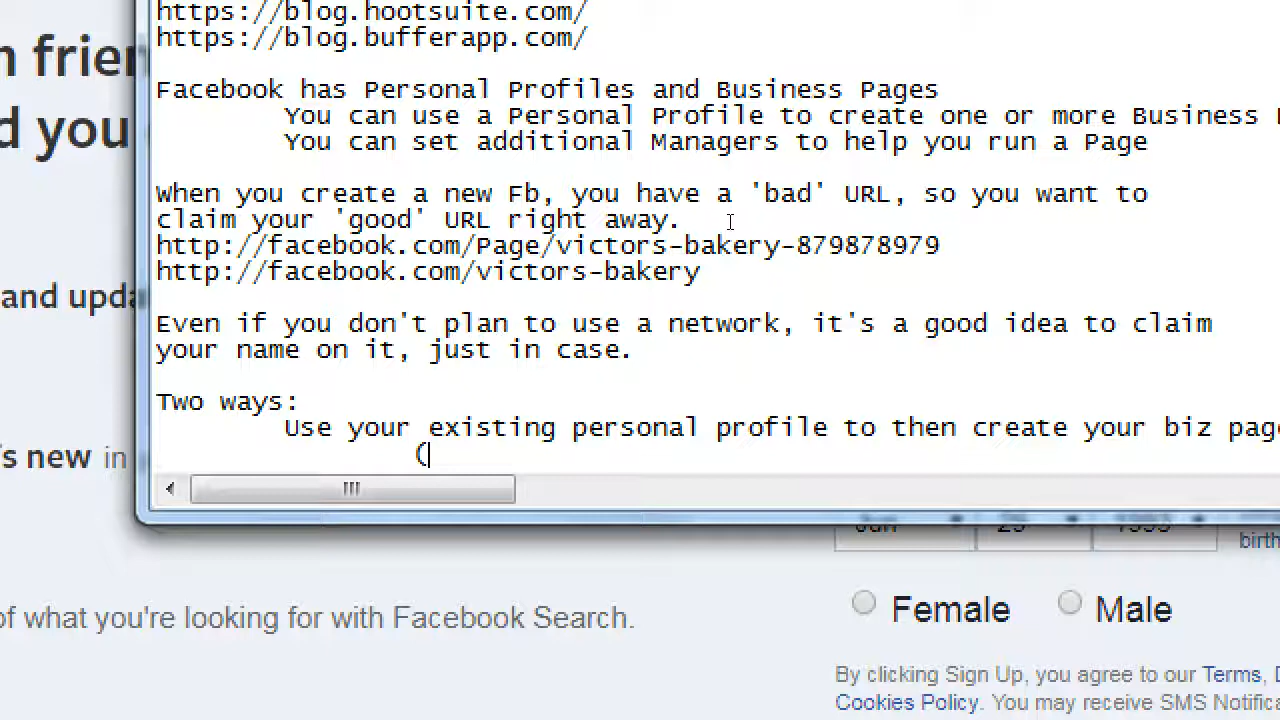 https://blog.hootsuite.com/
https://blog.bufferapp.com/
Facebook has Personal Profiles and Business Pages
You can use a Personal Profile to create one or more Business
You can set additional Managers to help you run a Page
When you create a new Fb, you have a 'bad' URL, so you want to
claim your 'good' URL right away.
http://facebook.com/Page/victors-bakery-879878979
http://facebook.com/victors-bakery
Even if you don't plan to use a network, it's a good idea to claim
your name on it, just in case.
Two ways:
Use your existing personal profile to then create your biz page
(
n frien
d you
and upda
's new in
of what you're looking for with Facebook Search.
Jun 29 1993
birth
Female Male
By clicking Sign Up, you agree to our Terms,
Cookies Policy. You may receive SMS Notifica